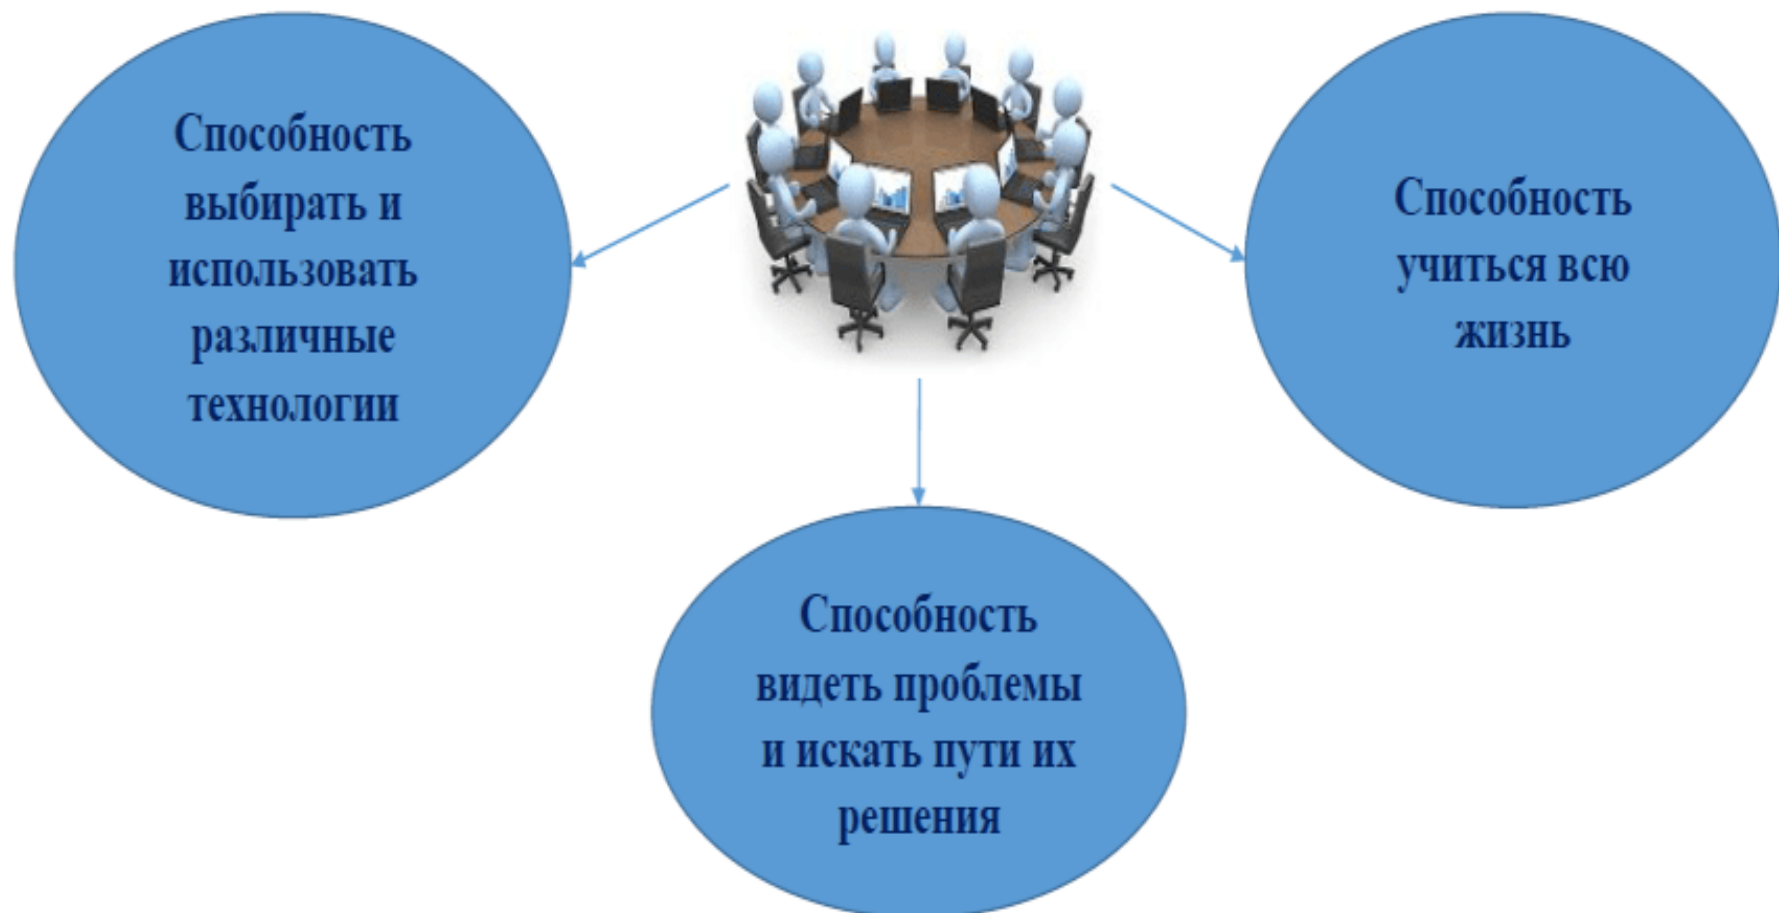 Способность
выбирать и
использовать
различные
технологии
Способность
учиться всю
жизнь
Способность
видеть проблемы
и искать пути их
решения